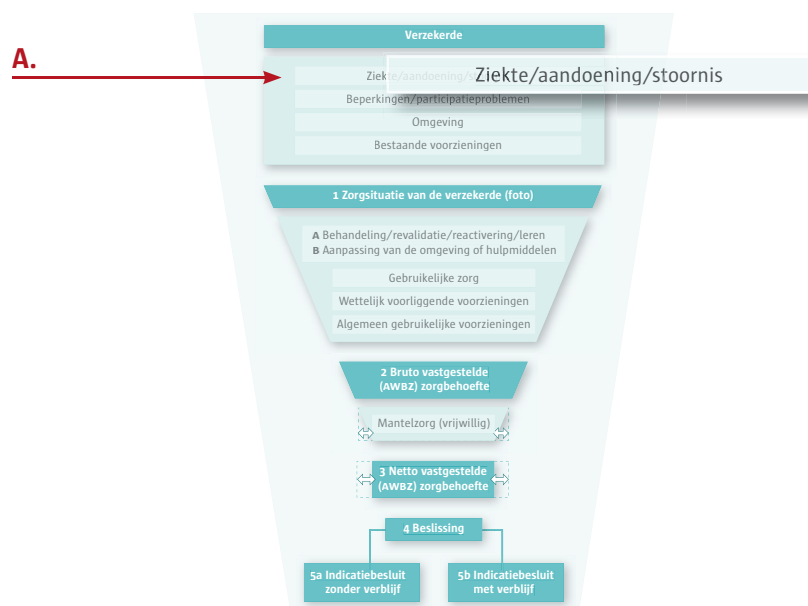 Verzekerde
A.
Ziekte/aandoening/stoornis
Ziekte/aandoening/s
Beperkingen/participatieproblemen
Omgeving
Bestaande voorzieningen
1 Zorgsituatie van de verzekerde (foto)
A Behandeling/revalidatie/reactivering/leren
B Aanpassing van de omgeving of hulpmiddelen
Gebruikelijke zorg
Wettelijk voorliggende voorzieningen
Algemeen gebruikelijke voorzieningen
2 Bruto vastgestelde
(AWBZ) zorgbehoefte
Mantelzorg (vrijwillig)
3 Netto vastgestelde
(AWBZ) zorgbehoefte
4 Beslissing
5a Indicatiebesluit
zonder verblijf
5b Indicatiebesluit
met verblijf